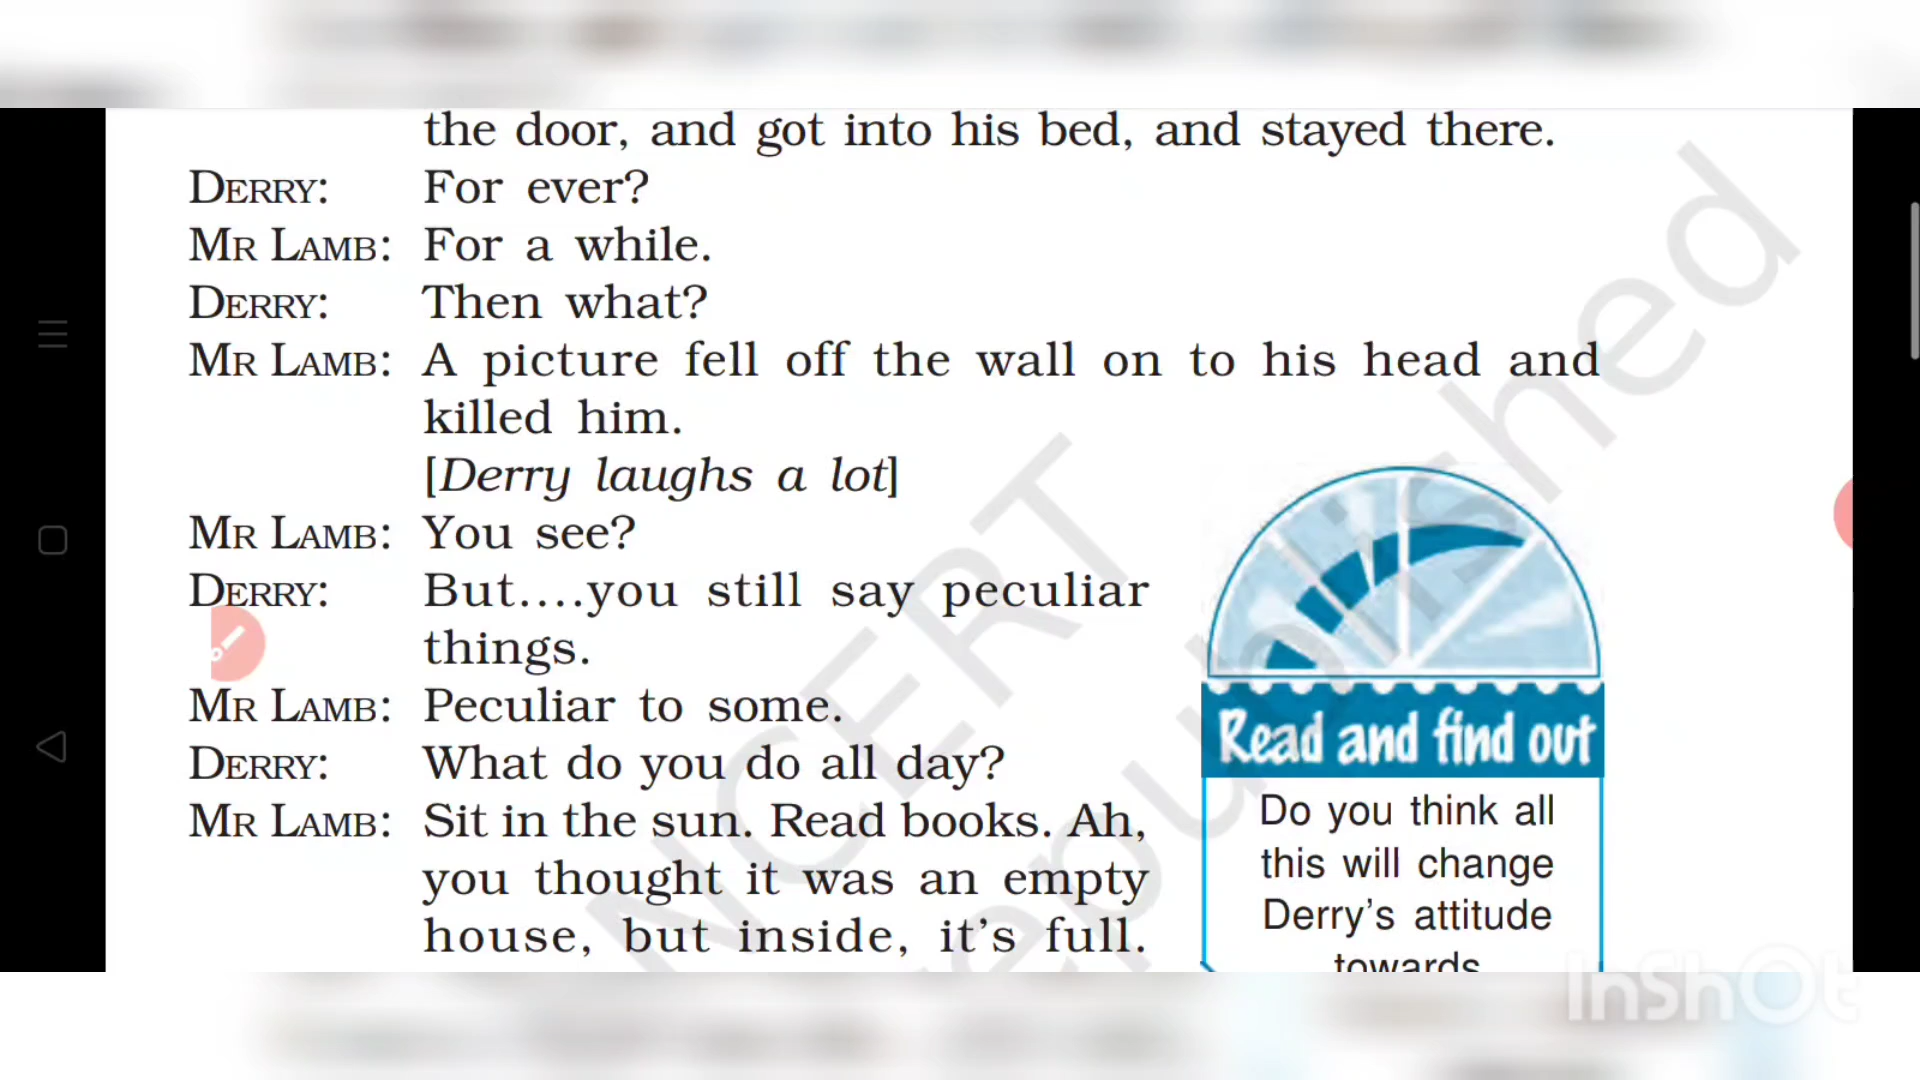 the door, and got into his bed, and stayed there.
DERRY: For ever?
MR LAMB: For a while.
DERRY: Then what?
MR LAMB: A picture fell off the wall on to his head and
killed him.
[Derry laughs a lot]
MR LAMB: You see?
DERRY: But....you still say peculiar
things.
MR LAMB: Peculiar to some.
DERRY: What do you do all day?
MR LAMB: Sit in the sun. Read books. Ah,
you thought it was an empty
house, but inside, it's full.
Read and find out
Do you think all
this will change
Derry's attitude
towards
NCERT
republished
InShOt